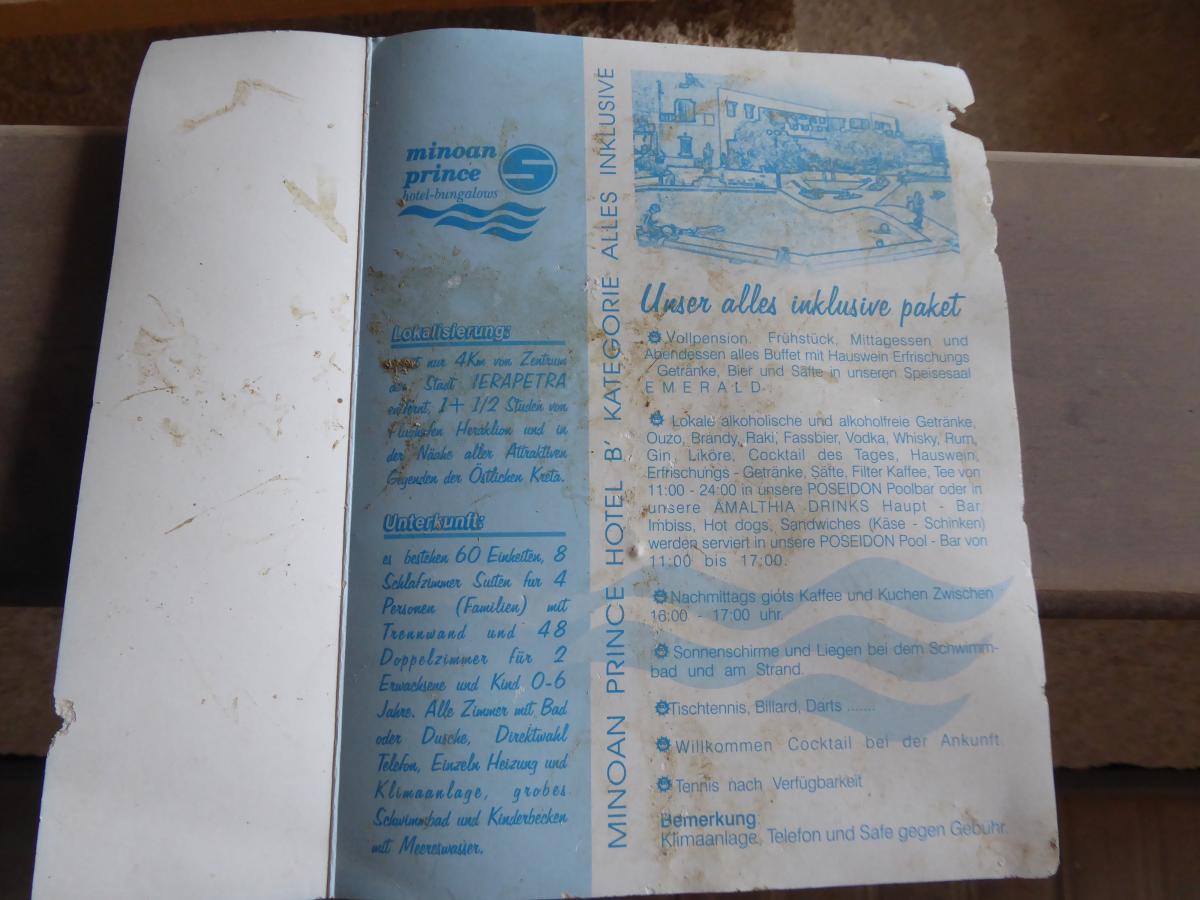 minoan
prince
hotel-bungalows
Lokalisierung:
nur 4Km von Zentrum
Stadt IERAPETRA
entfernt, 1+ 1/2 Studen von
Flughafen Heraklion und in
der Näahe aller Attraktiven
Gegenden der Östlichen Kreta.
Unterkunft:
es bestehen 60 Einheiten, 8
Schlafzimmer Suiten fur 4
Personen (Familien) mit
Trennwand und 48
Doppelzimmer für 2
Erwachsene und Kind 0-6
Jahre. Alle Zimmer mit Bad
oder Dusche, Direktwahl
Telefon, Einzeln Heizung und
Klimaanlage, grobes
Schwimmbad und Kinderbecken
mit Meereswasser.
MINOAN PRINCE HOTEL B' KATEGORIE ALLES INKLUSIVE
Unser alles inklusive paket
Vollpension. Frühstück, Mittagessen und
Abendessen alles Buffet mit Hauswein Erfrischungs
- Getränke, Bier und Säfte in unseren Speisesaal
EMERALD.
Lokale alkoholische und alkoholfreie Getränke,
Ouzo, Brandy, Raki, Fassbier, Vodka, Whisky, Rum,
Gin, Liköre, Cocktail des Tages, Hauswein,
Erfrischungs - Getränke, Säfte, Filter Kaffee, Tee von
11:00 - 24:00 in unsere POSEIDON Poolbar oder in
unsere AMALTHIA DRINKS Haupt - Bar.
Imbiss, Hot dogs, Sandwiches (Käse - Schinken)
werden serviert in unsere POSEIDON Pool - Bar von
11:00 bis 17:00.
Nachmittags gióts Kaffee und Kuchen Zwischen
16:00 - 17:00 uhr.
Sonnenschirme und Liegen bei dem Schwimm-
bad und am Strand.
Tischtennis, Billard, Darts .......
Willkommen Cocktail bei der Ankunft.
Tennis nach Verfügbarkeit
Bemerkung:
Klimaanlage, Telefon und Safe gegen Gebühr.